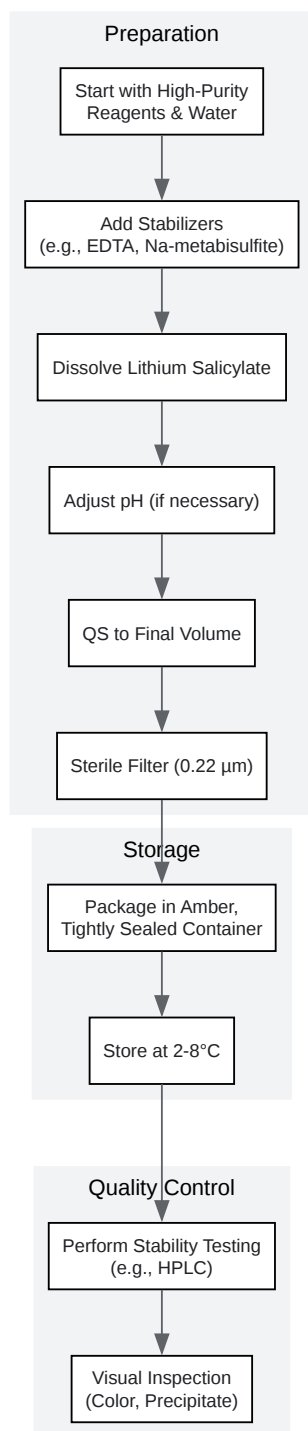 Preparation
Start with High-Purity
Reagents & Water
Add Stabilizers
(e.g., EDTA, Na-metabisulfite)
Dissolve Lithium Salicylate
Adjust pH (if necessary)
QS to Final Volume
Sterile Filter (0.22 µm)
Storage
Package in Amber,
Tightly Sealed Container
Store at 2-8°C
Quality Control
Perform Stability Testing
(e.g., HPLC)
Visual Inspection
(Color, Precipitate)